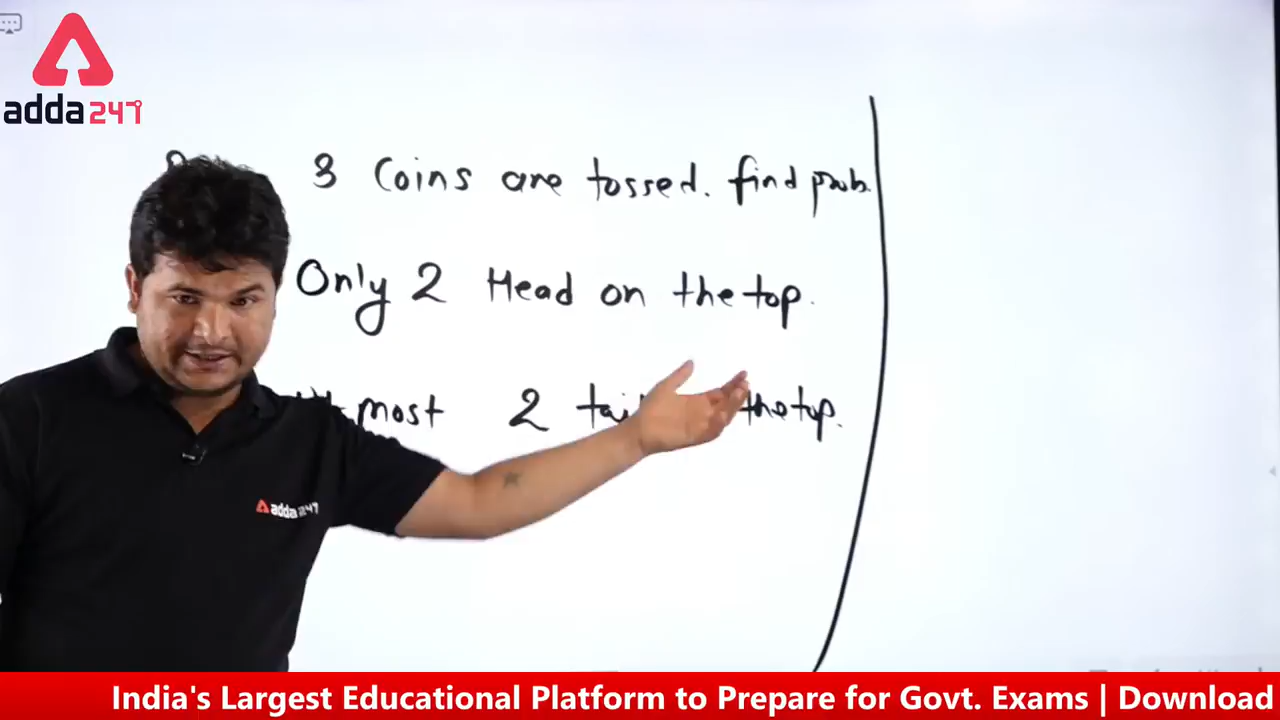 adda247
3 Coins are tossed. find prob.
Only 2 Head on the top.
most 2 the top.
adda247
India's Largest Educational Platform to Prepare for Govt. Exams | Download